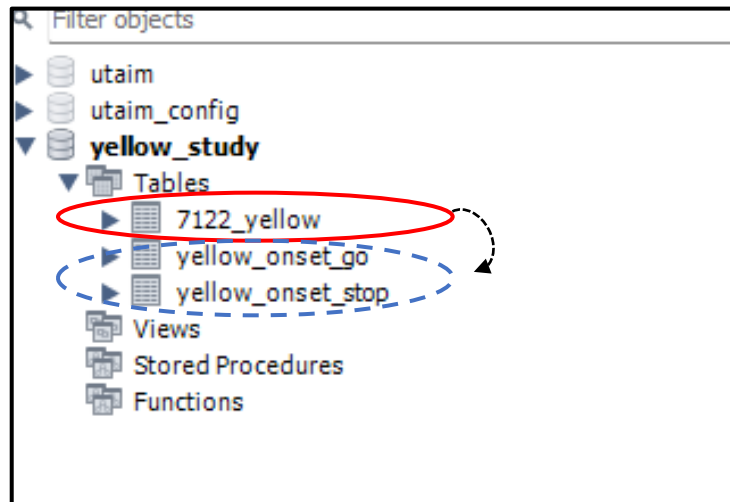 Filter objects
utaim
utaim_config
yellow_study
Tables
7122_yellow
yellow_onset_go
yellow_onset_stop
Views
Stored Procedures
Functions